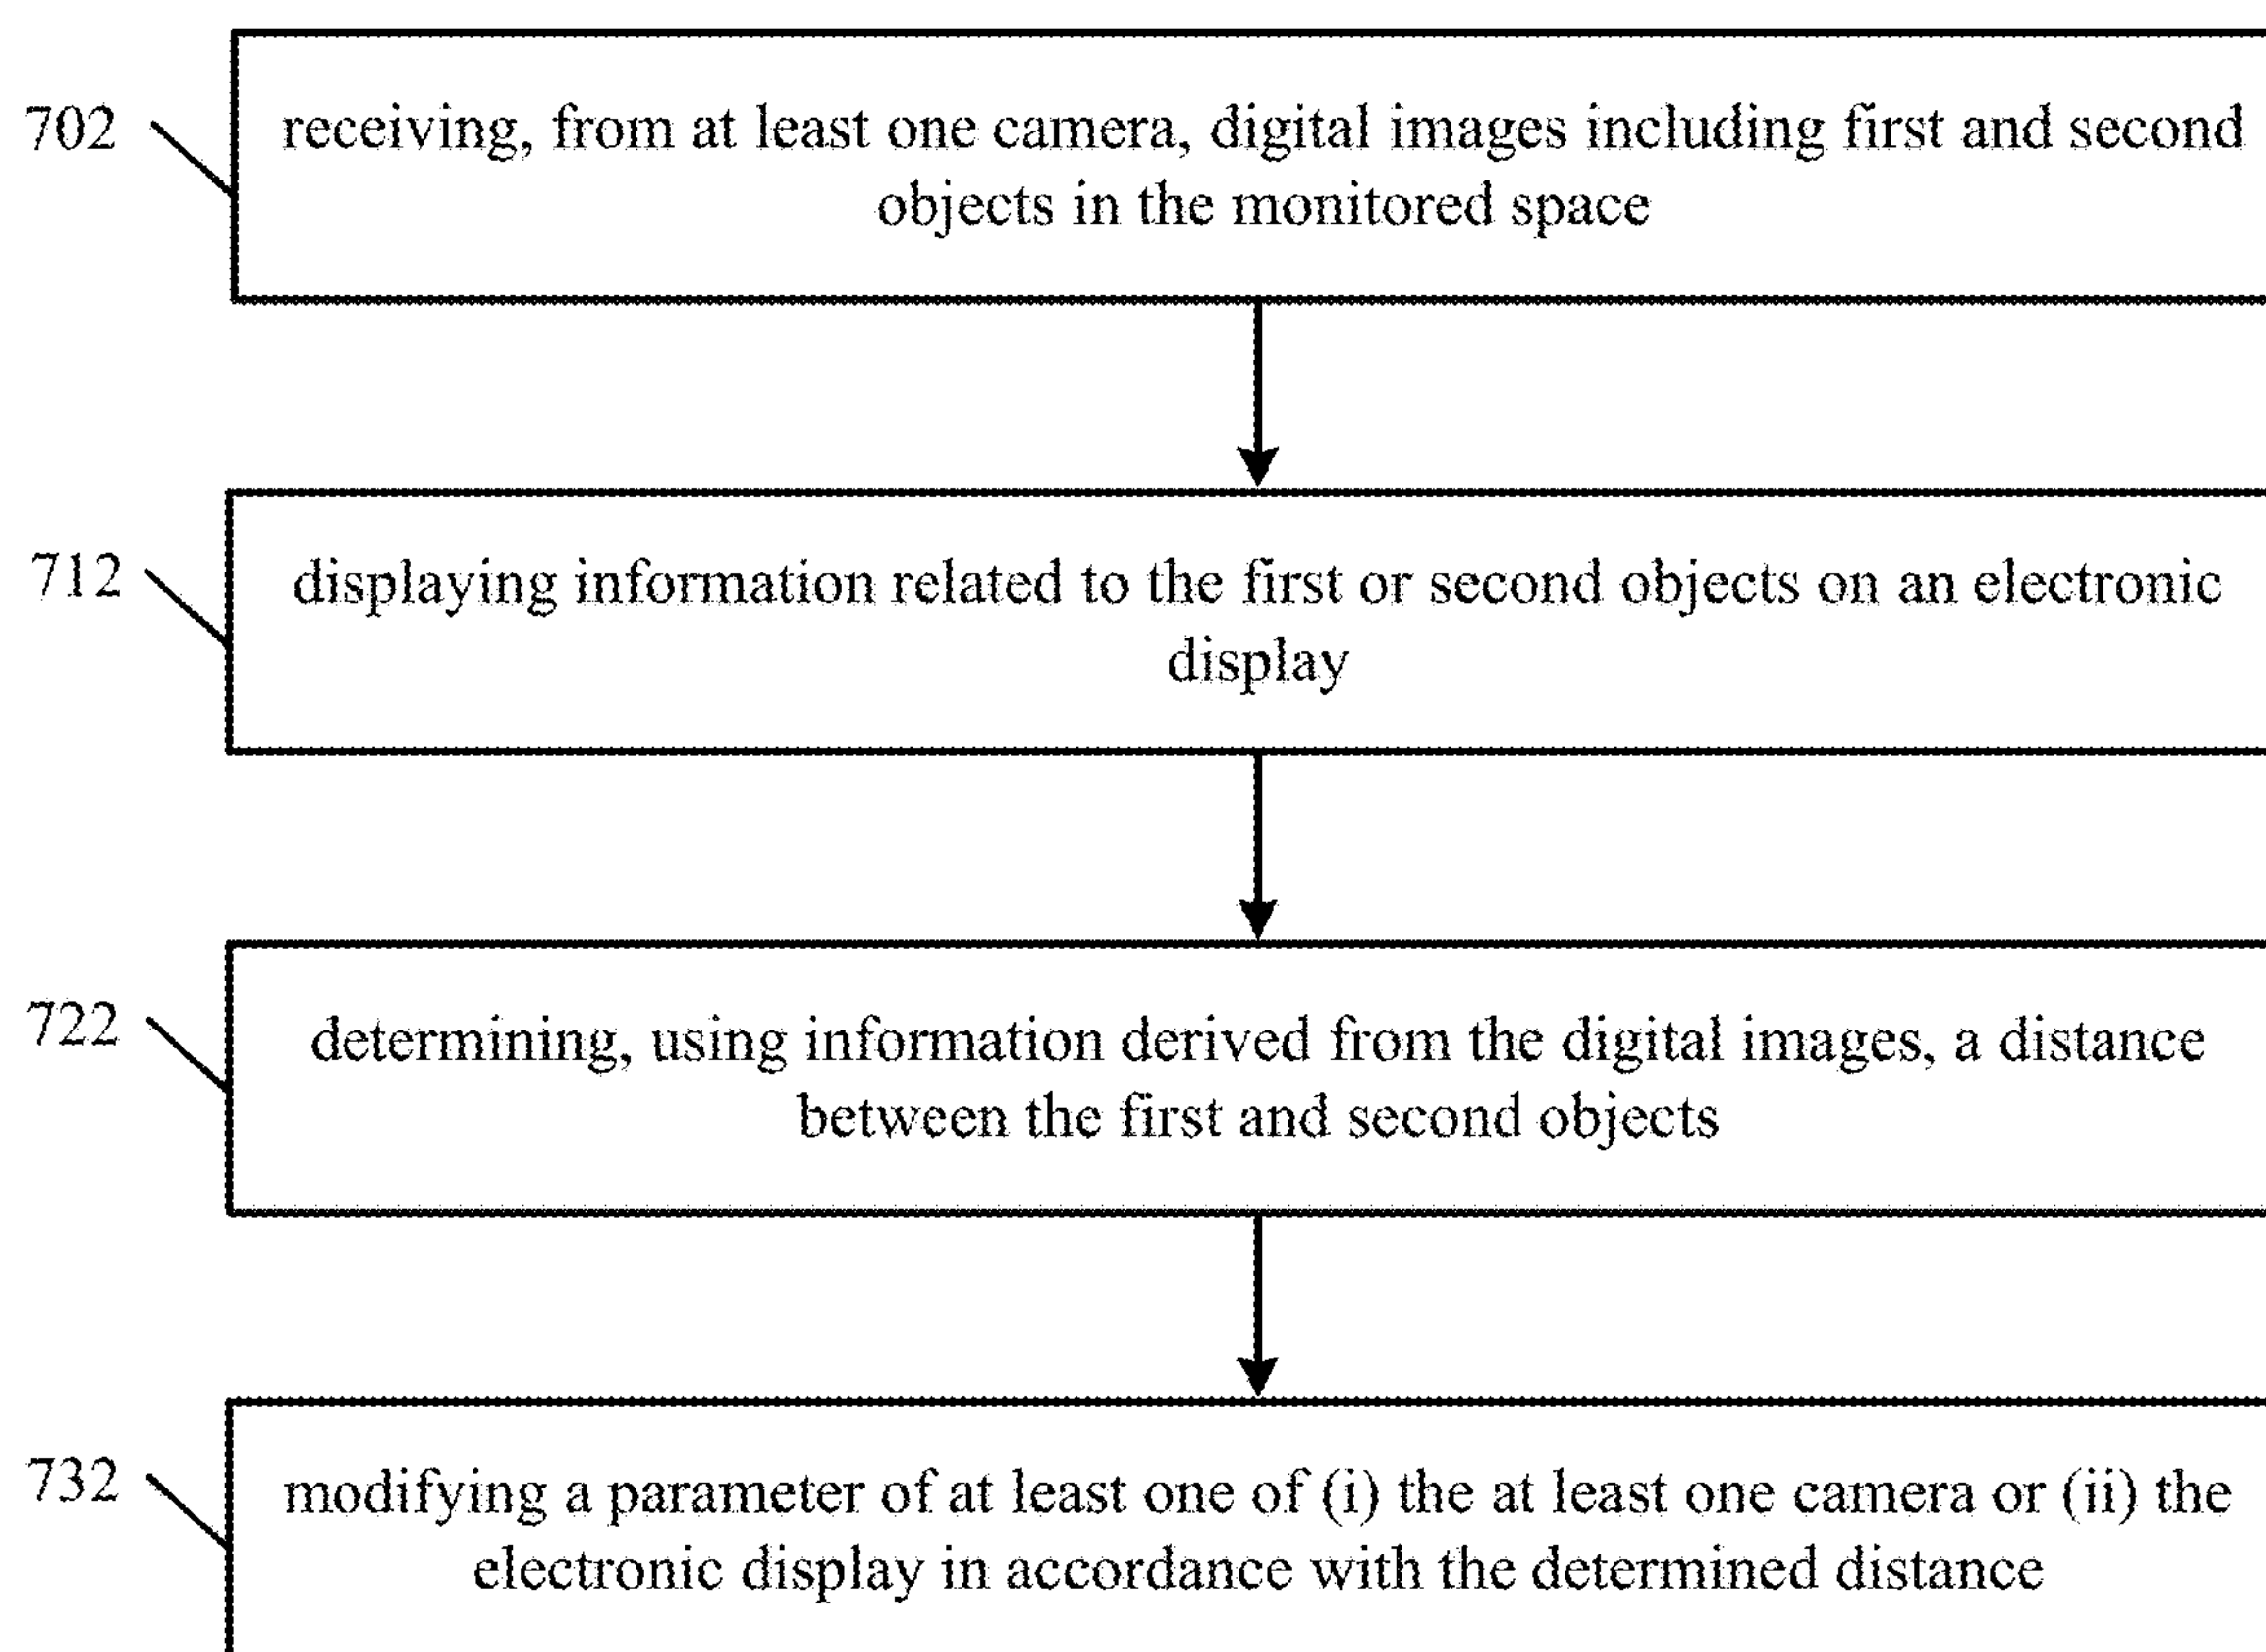 702
receiving, from at least one camera, digital images including first and second
objects in the monitored space
712
displaying information related to the first or second objects on an electronic
display
722
determining, using information derived from the digital images, a distance
between the first and second objects
732
modifying a parameter of at least one of (i) the at least one camera or (ii) the
electronic display in accordance with the determined distance